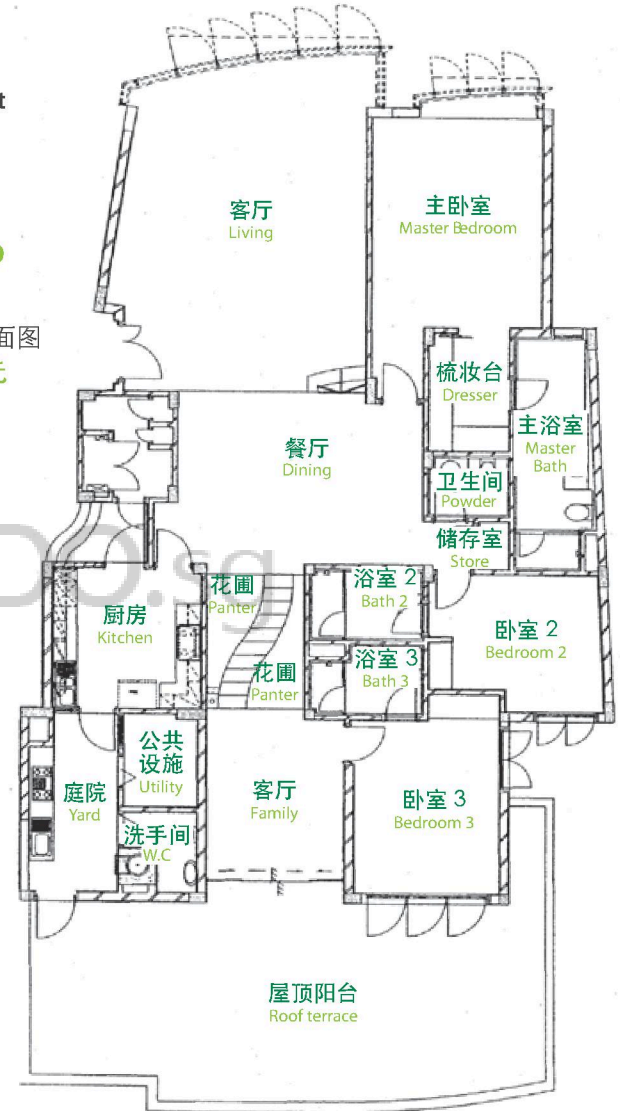 t
面图
客厅
Living
主卧室
Master Bedroom
梳妆台
Dresser
主浴室
Master
Bath
餐厅
Dining
卫生间
Powder
储存室
Store
DO.sg
花圃
Panter
浴室 2
Bath 2
厨房
Kitchen
卧室 2
Bedroom 2
浴室 3
Bath 3
花圃
Panter
公共
设施
Utility
庭院
Yard
客厅
Family
卧室 3
Bedroom 3
洗手间
W.C
屋顶阳台
Roof terrace